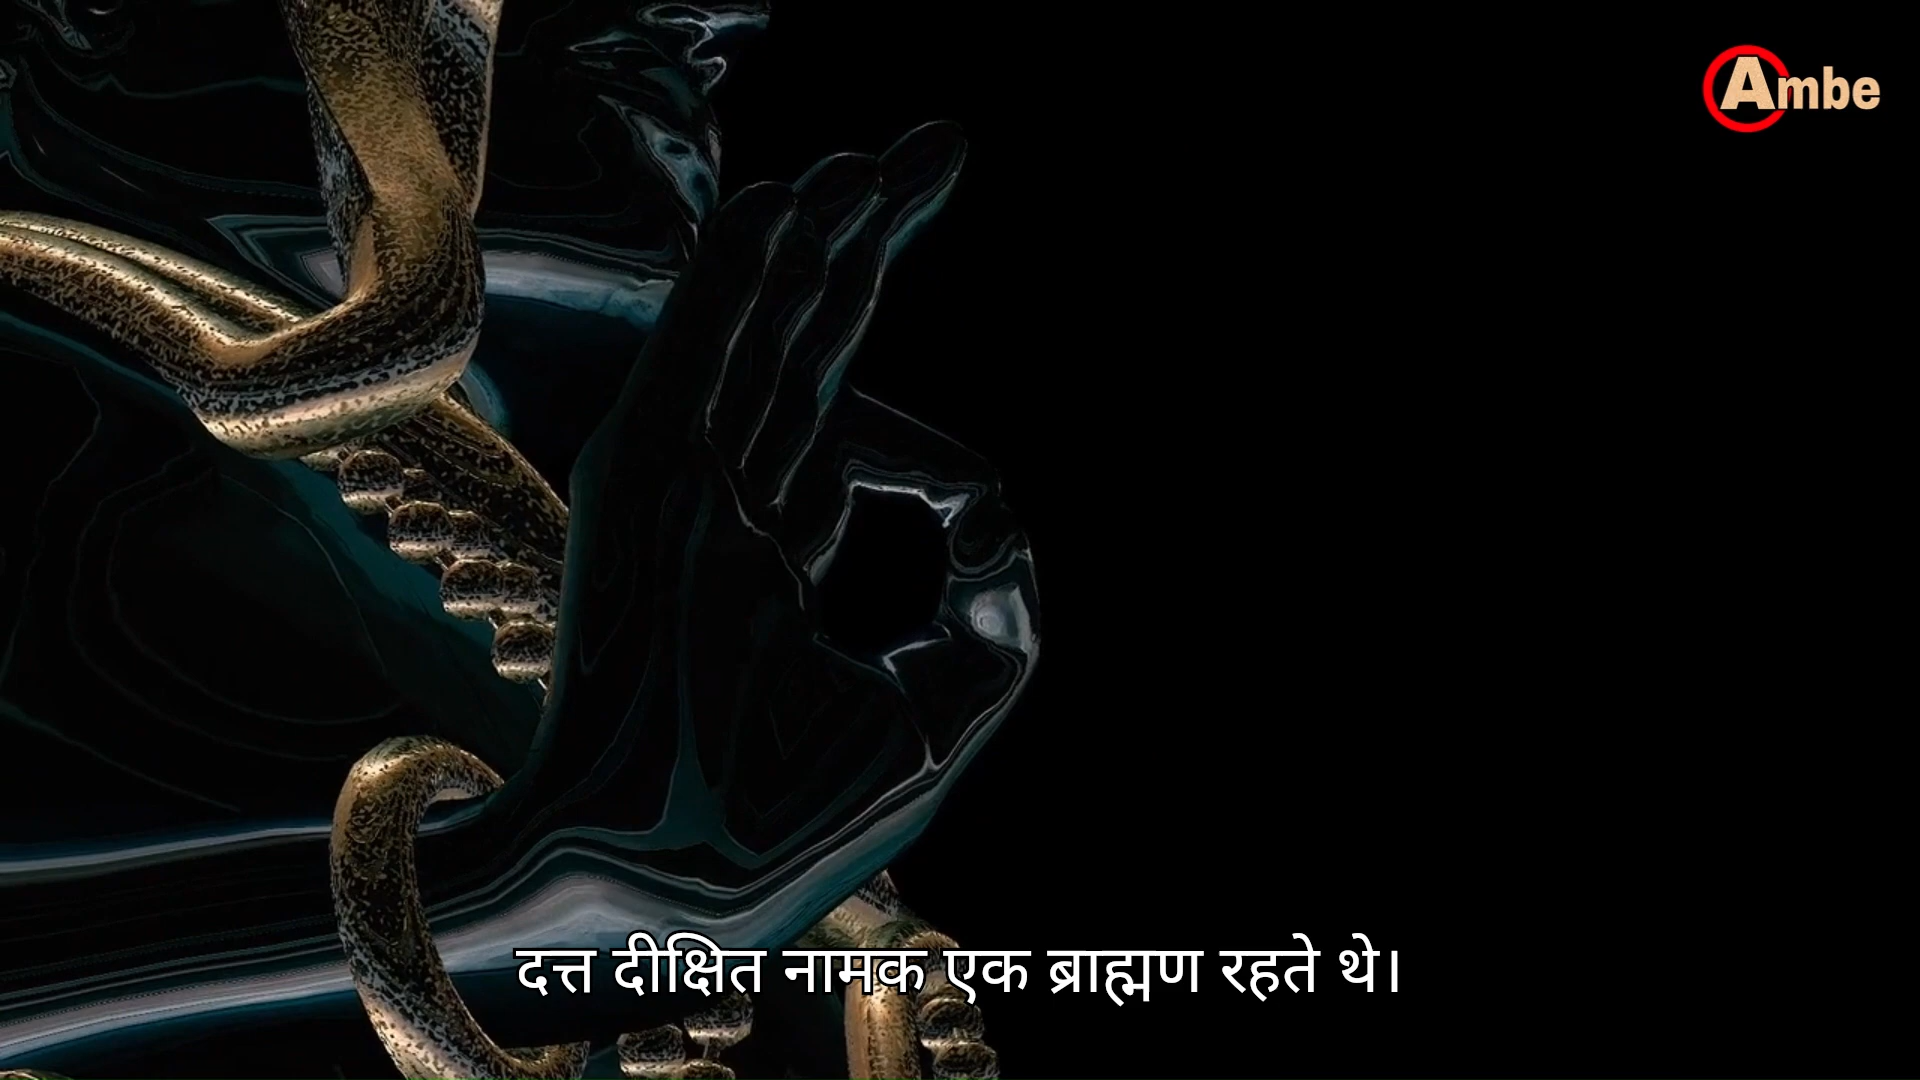 Ambe
दत्त दीक्षित नामक एक ब्राह्मण रहते थे।